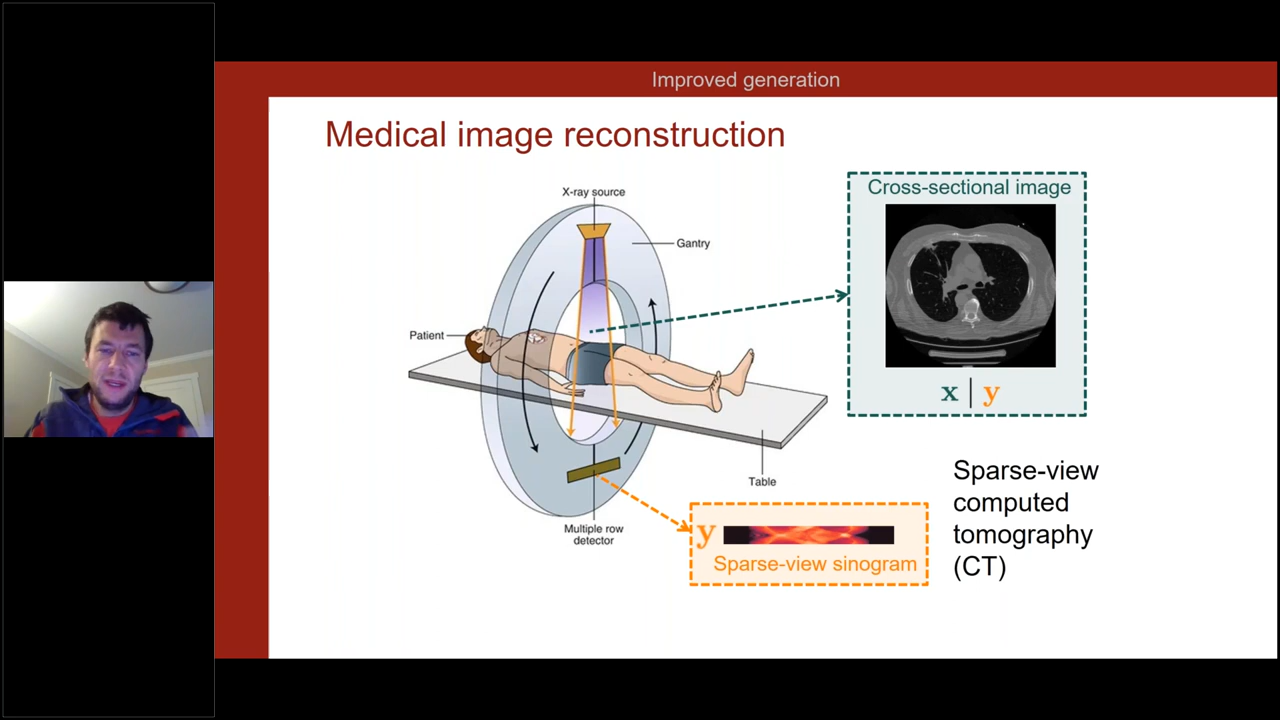 Improved generation
Medical image reconstruction
X-ray source
Gantry
Patient
Table
Multiple row
detector
Cross-sectional image
x | y
y
Sparse-view sinogram
Sparse-view
computed
tomography
(CT)